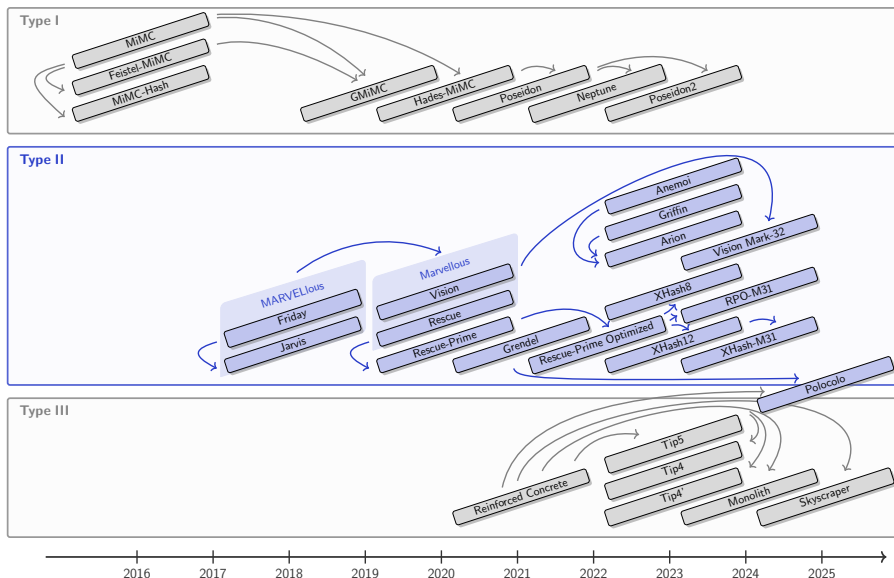 Type I
MiMC
Feistel-MiMC
MiMC-Hash
GMiMC
Hades-MiMC
Poseidon
Neptune
Poseidon2
Type II
MARVELlous
Friday
Jarvis
Marvellous
Vision
Rescue
Rescue-Prime
Grendel
Rescue-Prime Optimized
Anemoi
Griffin
Arion
Vision Mark-32
XHash8
RPO-M31
XHash12
XHash-M31
Polocolo
Type III
Reinforced Concrete
Tip5
Tip4
Tip4'
Monolith
Skyscraper
2016 2017 2018 2019 2020 2021 2022 2023 2024 2025